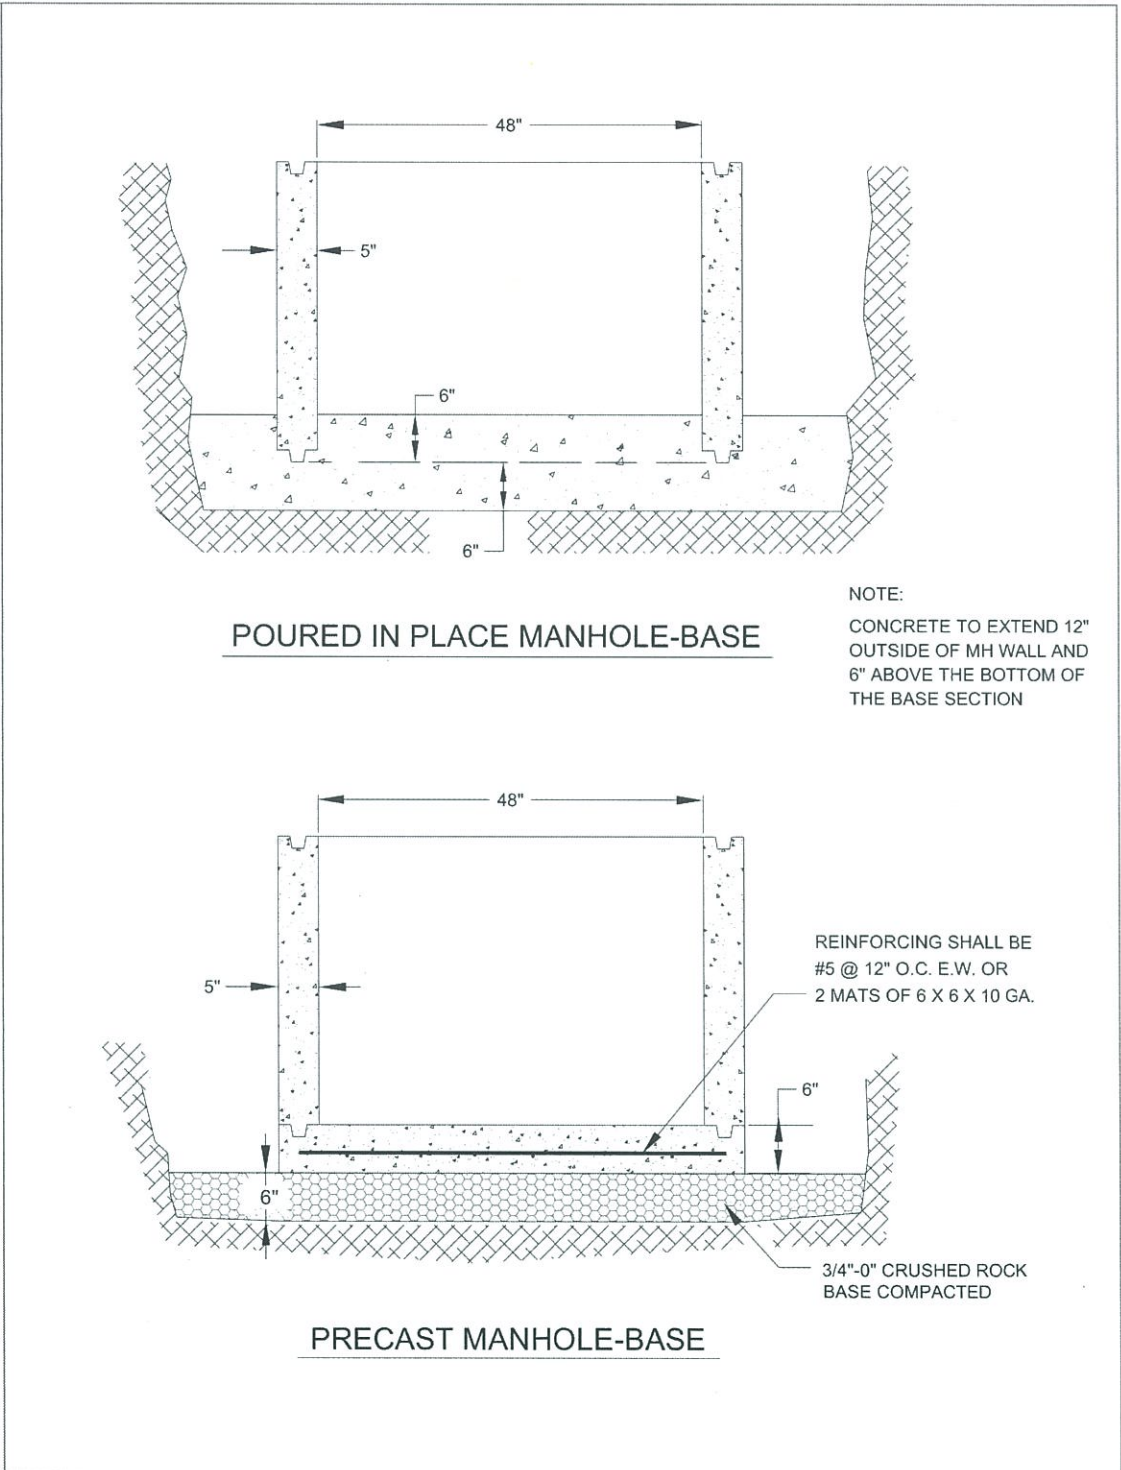 48"
5"
6"
6"
POURED IN PLACE MANHOLE-BASE
NOTE:
CONCRETE TO EXTEND 12"
OUTSIDE OF MH WALL AND
6" ABOVE THE BOTTOM OF
THE BASE SECTION
48"
REINFORCING SHALL BE
#5 @ 12" O.C. E.W. OR
2 MATS OF 6 X 6 X 10 GA.
5"
6"
6"
3/4"-0" CRUSHED ROCK
BASE COMPACTED
PRECAST MANHOLE-BASE